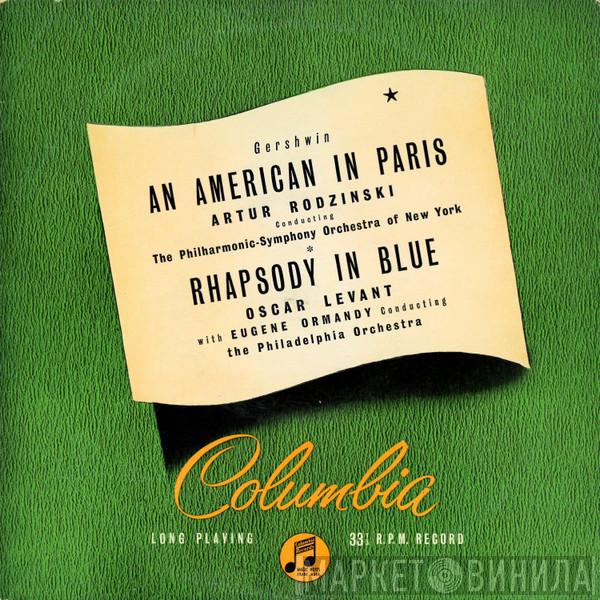 Gershwin
AN AMERICAN IN PARIS
ARTUR RODZINSKI
Conducting
The Philharmonic-Symphony Orchestra of New York
*
RHAPSODY IN BLUE
OSCAR LEVANT
with EUGENE ORMANDY Conducting
the Philadelphia Orchestra
Columbia
LONG PLAYING 33⅓ R.P.M. RECORD
МАРКЕТ ВИНИЛА